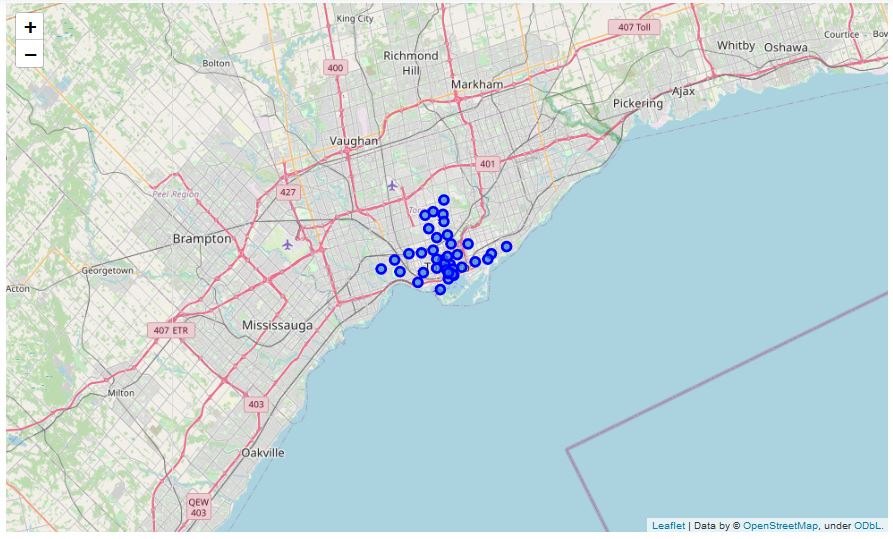 +
−
King City
407 Toll
Courtice
Whitby
Oshawa
Richmond
Hill
Bolton
400
Markham
Ajax
Pickering
Vaughan
401
427
Peel Region
Brampton
Georgetown
Acton
Mississauga
407 ETR
Milton
403
Oakville
QEW
403
Leaflet | Data by © OpenStreetMap, under ODbL.